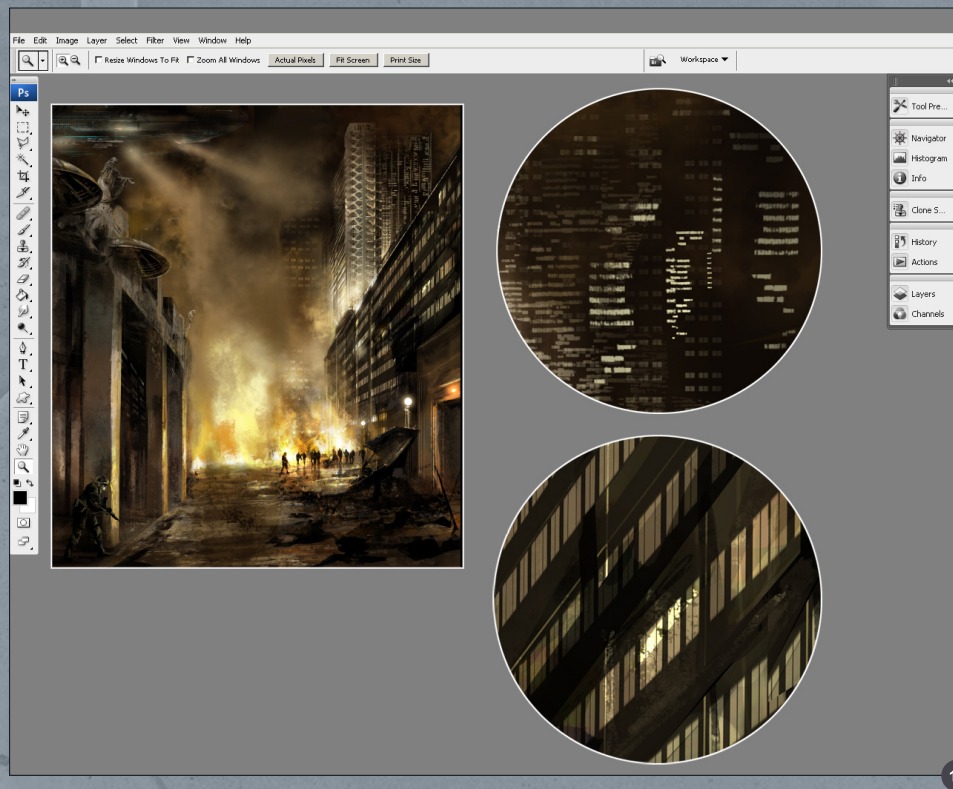 File Edit Image Layer Select Filter View Window Help
Resize Windows To Fit Zoom All Windows Actual Pixels Fit Screen Print Size Workspace
Ps
T
Tool Pre...
Navigator
Histogram
Info
Clone S...
History
Actions
Layers
Channels